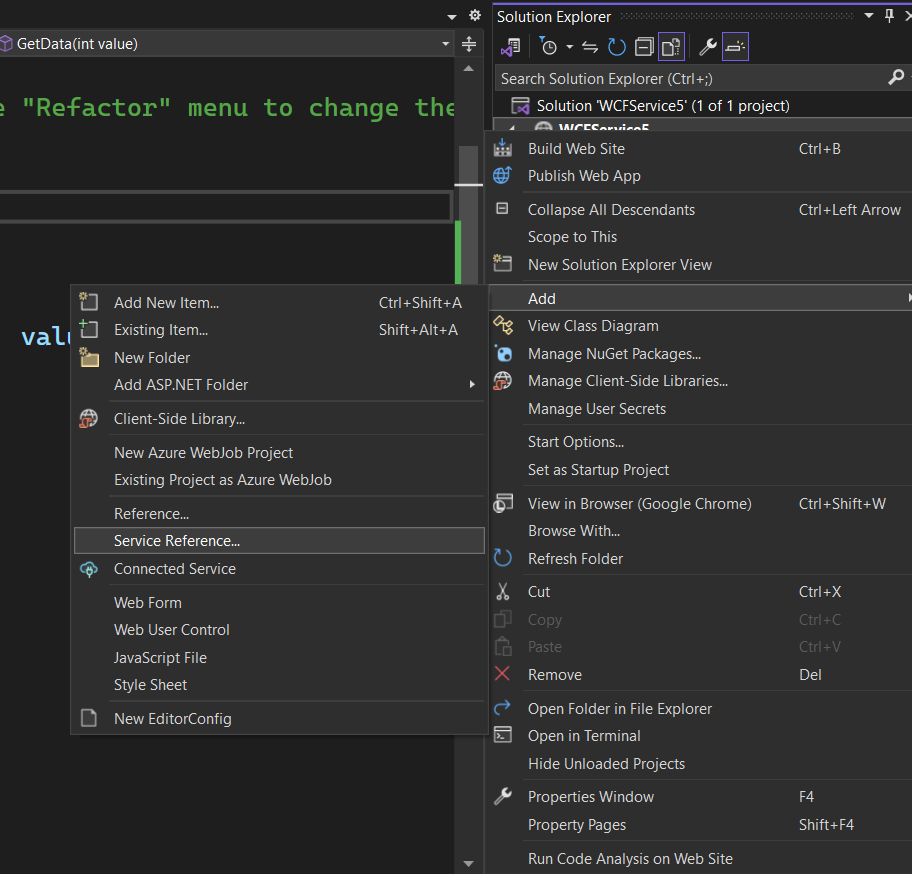 GetData(int value)
e "Refactor" menu to change the
valu
Solution Explorer
Search Solution Explorer (Ctrl+;)
Solution 'WCFService5' (1 of 1 project)
WCFService5
Build Web Site Ctrl+B
Publish Web App
Collapse All Descendants Ctrl+Left Arrow
Scope to This
New Solution Explorer View
Add
View Class Diagram
Manage NuGet Packages...
Manage Client-Side Libraries...
Manage User Secrets
Start Options...
Set as Startup Project
View in Browser (Google Chrome) Ctrl+Shift+W
Browse With...
Refresh Folder
Cut Ctrl+X
Copy Ctrl+C
Paste Ctrl+V
Remove Del
Open Folder in File Explorer
Open in Terminal
Hide Unloaded Projects
Properties Window F4
Property Pages Shift+F4
Run Code Analysis on Web Site
Add New Item... Ctrl+Shift+A
Existing Item... Shift+Alt+A
New Folder
Add ASP.NET Folder
Client-Side Library...
New Azure WebJob Project
Existing Project as Azure WebJob
Reference...
Service Reference...
Connected Service
Web Form
Web User Control
JavaScript File
Style Sheet
New EditorConfig